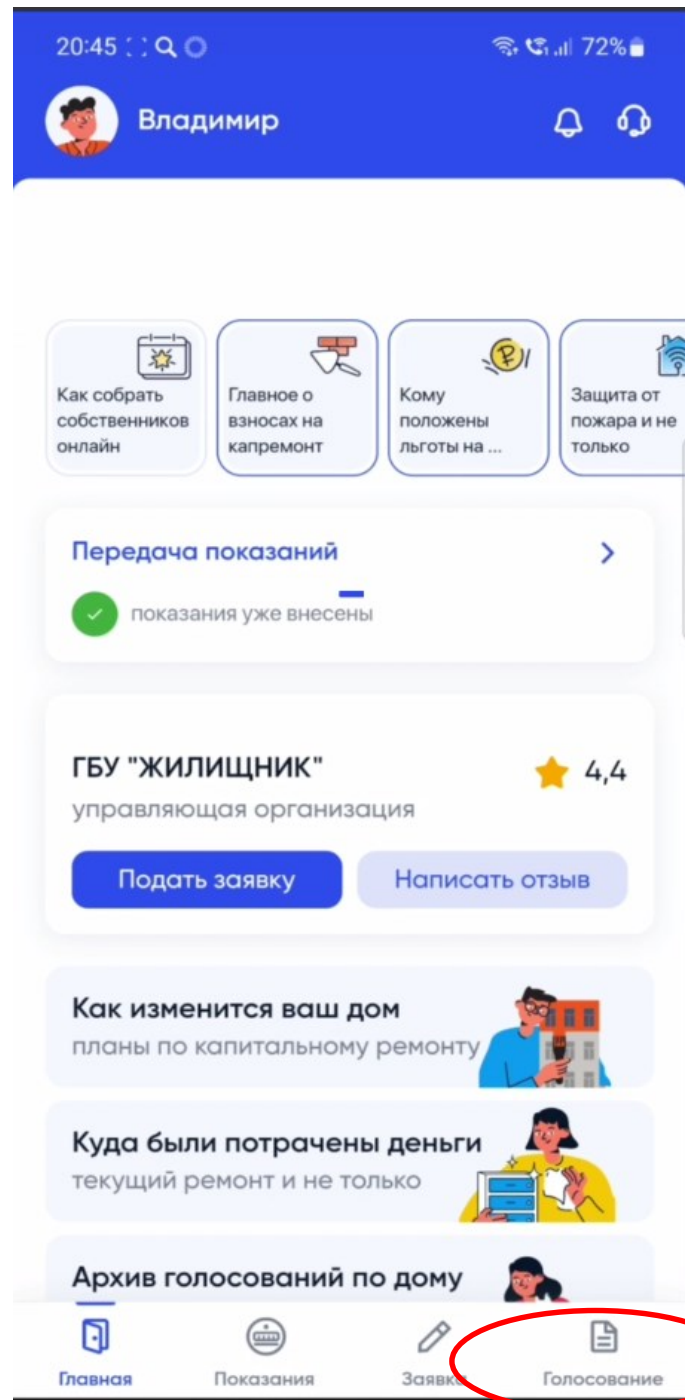 20:45 72%
Владимир
Как собрать
собственников
онлайн
Главное о
взносах на
капремонт
Кому
положены
льготы на ...
Защита от
пожара и не
только
Передача показаний
показания уже внесены
ГБУ "ЖИЛИЩНИК" 4,4
управляющая организация
Подать заявку Написать отзыв
Как изменится ваш дом
планы по капитальному ремонту
Куда были потрачены деньги
текущий ремонт и не только
Архив голосований по дому
Главная Показания Заявка Голосование